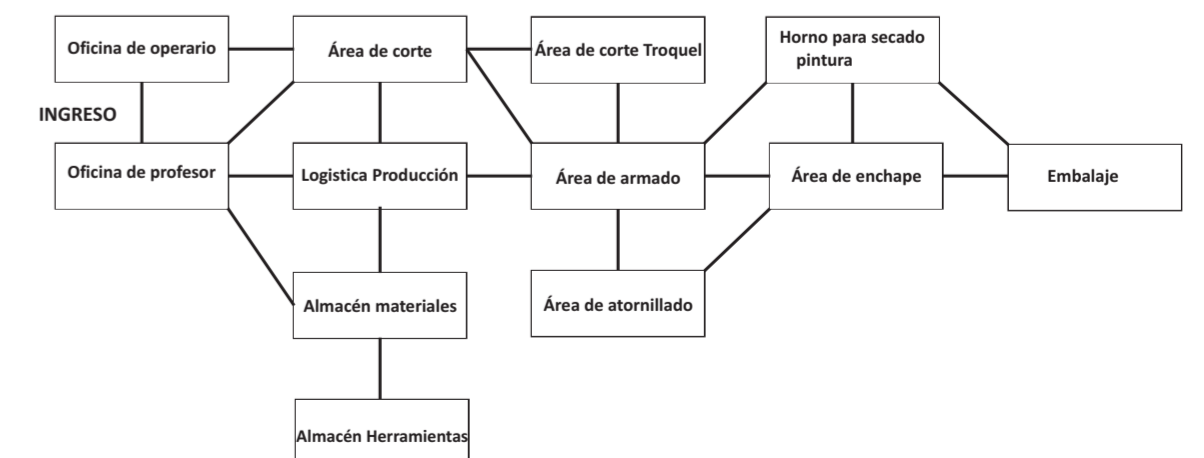 Oficina de operario
Área de corte
Área de corte Troquel
Horno para secado
pintura
INGRESO
Oficina de profesor
Logistica Producción
Área de armado
Área de enchape
Embalaje
Almacén materiales
Área de atornillado
Almacén Herramientas